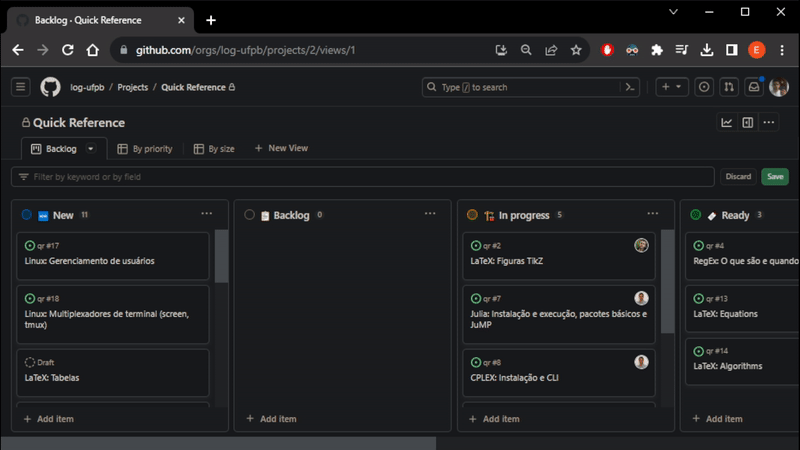 Backlog · Quick Reference
github.com/orgs/log-ufpb/projects/2/views/1
E
log-ufpb / Projects / Quick Reference
Type / to search
Quick Reference
Backlog
By priority
By size
+ New View
Filter by keyword or by field
Discard
Save
NEW New 11
qr #17
Linux: Gerenciamento de usuários
qr #18
Linux: Multiplexadores de terminal (screen,
tmux)
Draft
LaTeX: Tabelas
+ Add item
Backlog 0
+ Add item
In progress 5
qr #2
LaTeX: Figuras TikZ
qr #7
Julia: Instalação e execução, pacotes básicos e
JuMP
qr #8
CPLEX: Instalação e CLI
+ Add item
Ready 3
qr #4
RegEx: O que são e quando
qr #13
LaTeX: Equations
qr #14
LaTeX: Algorithms
+ Add item